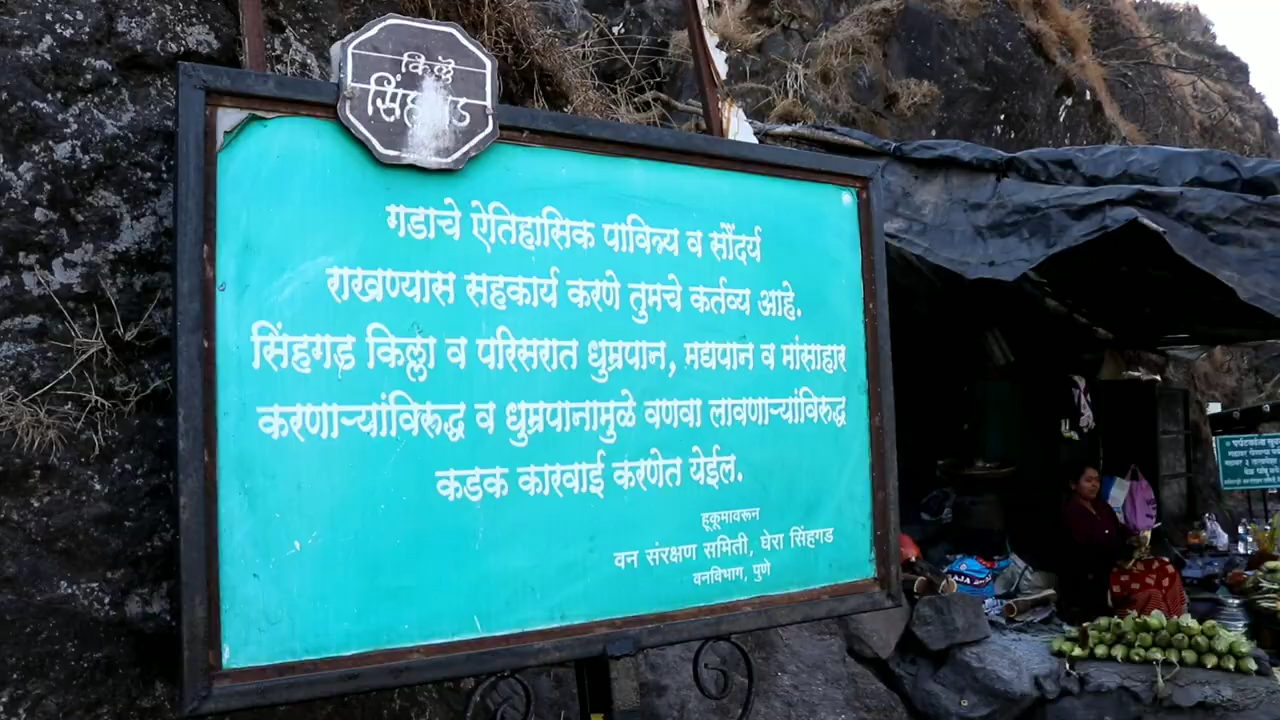 किल्ले
सिंहगड
गडाचे ऐतिहासिक पावित्र्य व सौंदर्य
राखण्यास सहकार्य करणे तुमचे कर्तव्य आहे.
सिंहगड किल्ला व परिसरात धुम्रपान, मद्यपान व मांसाहार
करणाऱ्यांविरूद्ध व धुम्रपानामुळे वणवा लावणाऱ्यांविरूद्ध
कडक कारवाई करणेत येईल.
हूकूमावरून
वन संरक्षण समिती, घेरा सिंहगड
वनविभाग, पुणे